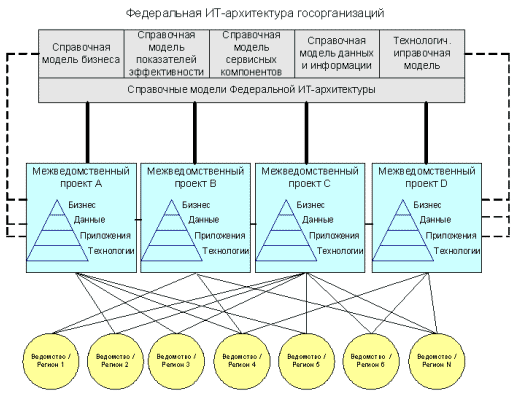 Федеральная ИТ-архитектура госорганизаций
Справочная
модель бизнеса
Справочная
модель
показателей
эффективности
Справочная
модель
сервисных
компонентов
Справочная
модель данных
и информации
Технологич.
иправочная
модель
Справочные модели Федеральной ИТ-архитектуры
Межведомственный
проект A
Бизнес
Данные
Приложения
Технологии
Межведомственный
проект B
Бизнес
Данные
Приложения
Технологии
Межведомственный
проект C
Бизнес
Данные
Приложения
Технологии
Межведомственный
проект D
Бизнес
Данные
Приложения
Технологии
Ведомство /
Регион 1
Ведомство /
Регион 2
Ведомство /
Регион 3
Ведомство /
Регион 4
Ведомство /
Регион 5
Ведомство /
Регион 6
Ведомство /
Регион N